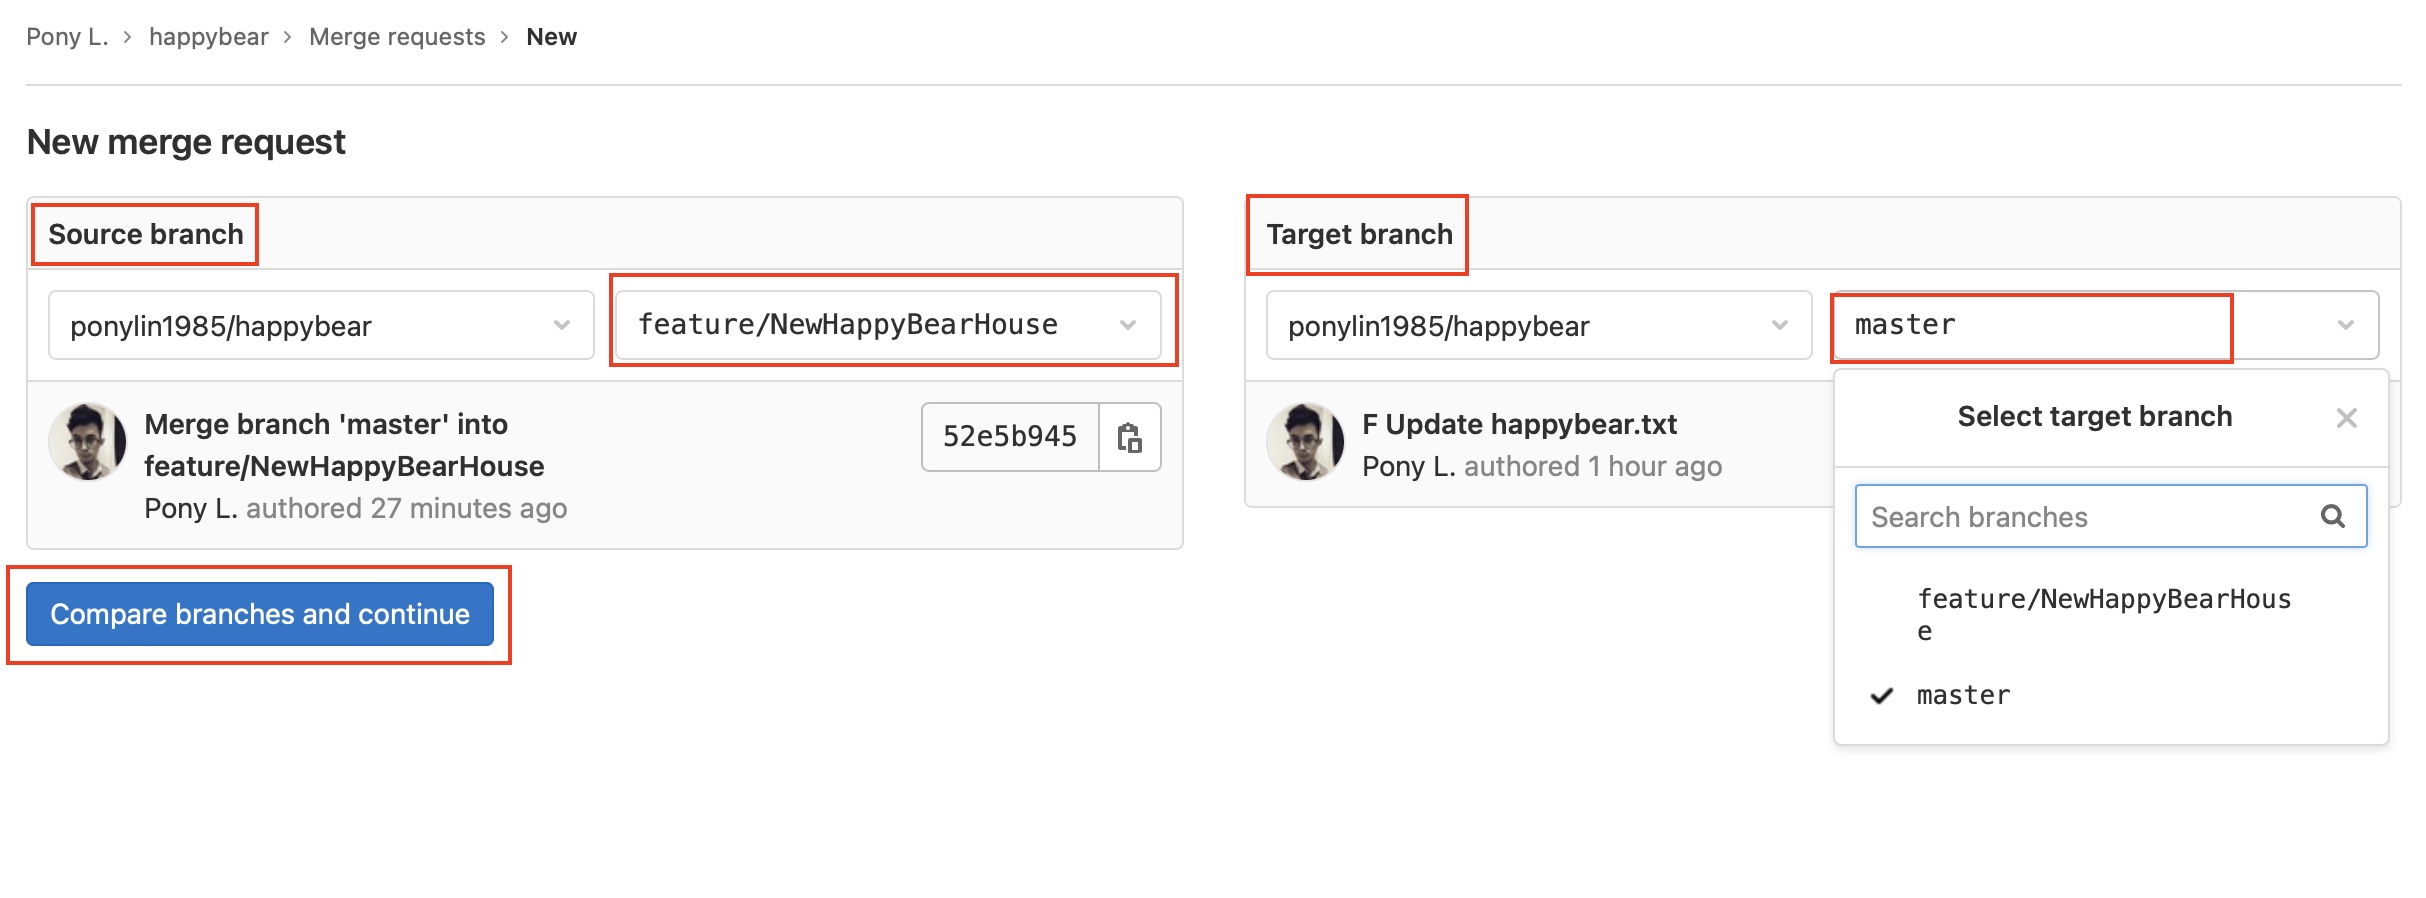 Pony L. > happybear > Merge requests > New
New merge request
Source branch
ponylin1985/happybear
feature/NewHappyBearHouse
Merge branch 'master' into
feature/NewHappyBearHouse
Pony L. authored 27 minutes ago
52e5b945
Compare branches and continue
Target branch
ponylin1985/happybear
master
F Update happybear.txt
Pony L. authored 1 hour ago
Select target branch
Search branches
feature/NewHappyBearHous
e
master